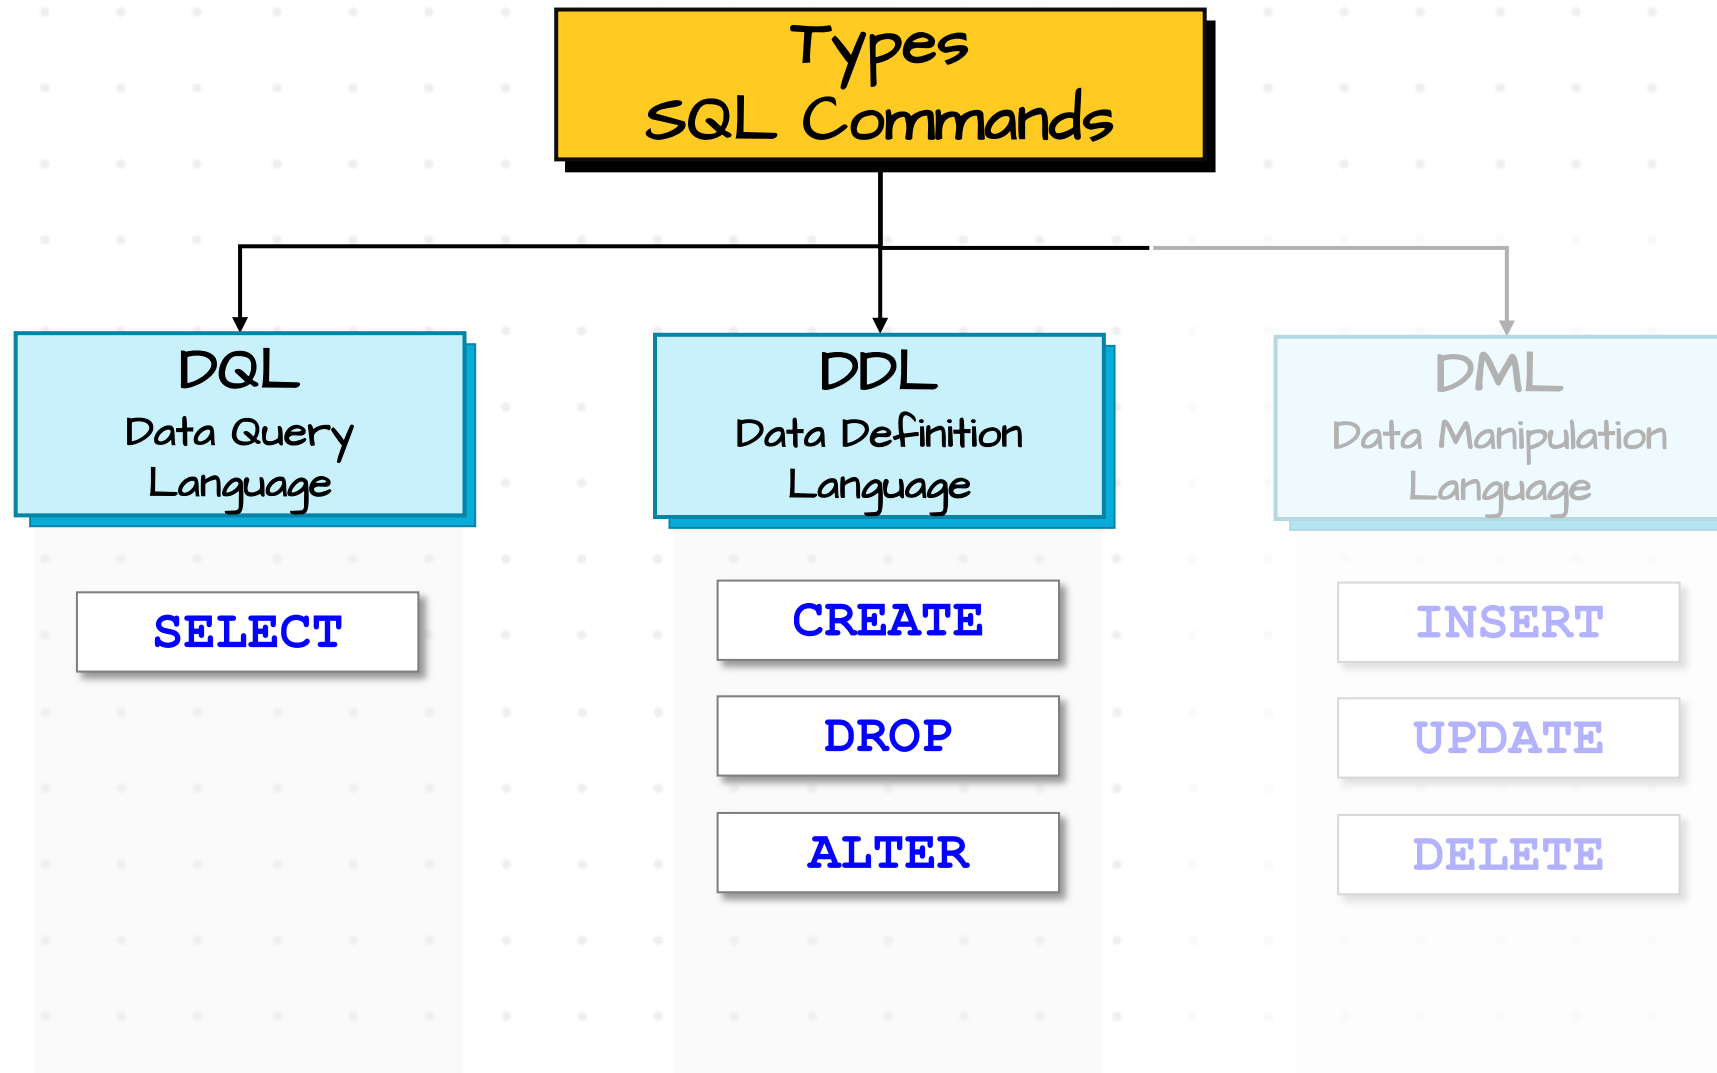 Types
SQL Commands
DQL
Data Query
Language
SELECT
DDL
Data Definition
Language
CREATE
DROP
ALTER
DML
Data Manipulation
Language
INSERT
UPDATE
DELETE